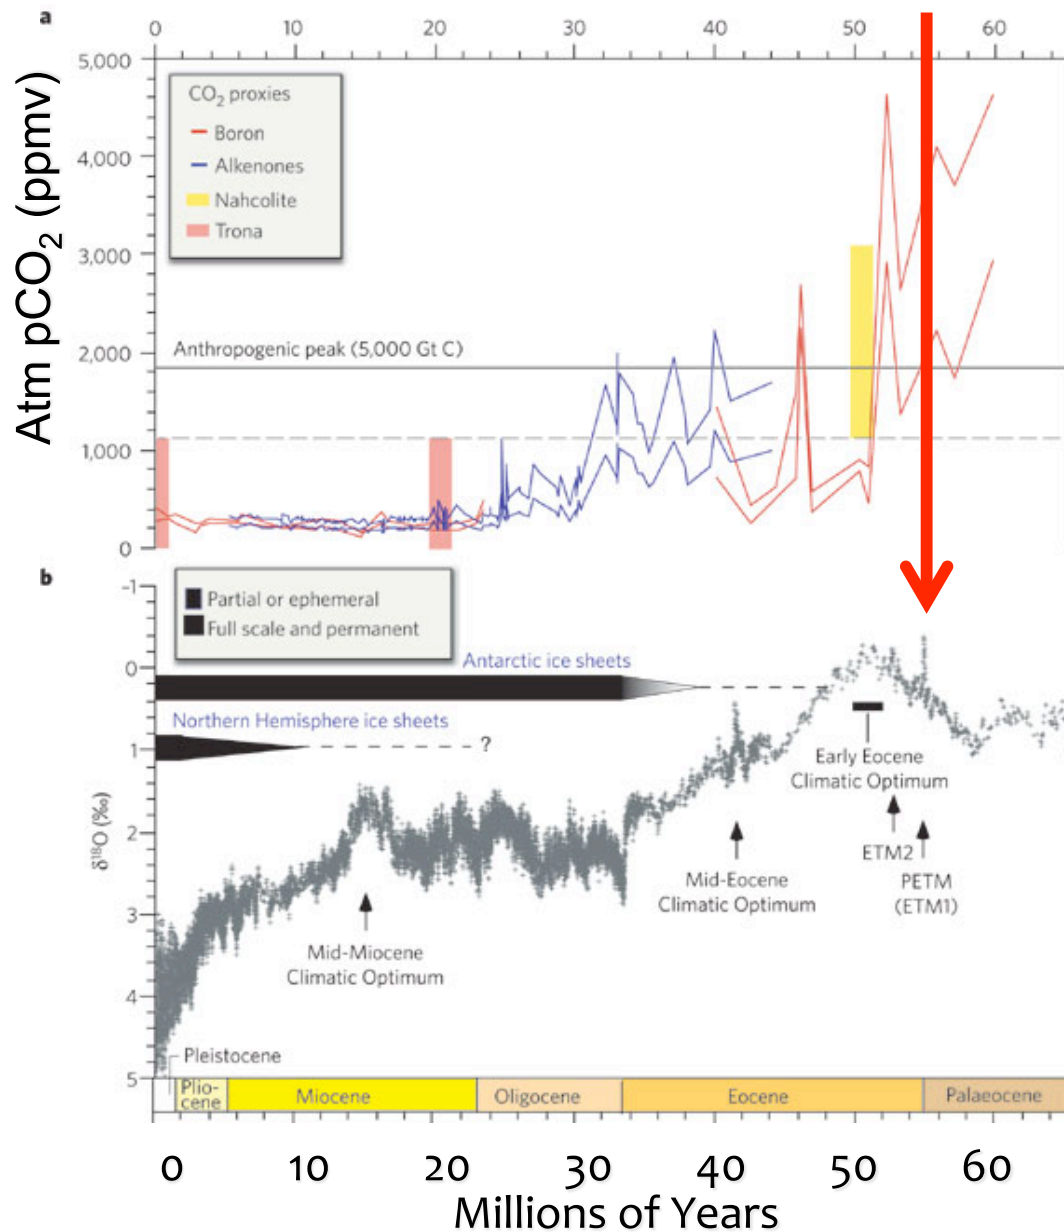 a
0 10 20 30 40 50 60
Atm pCO2 (ppmv)
5,000
4,000
3,000
2,000
1,000
0
CO2 proxies
Boron
Alkenones
Nahcolite
Trona
Anthropogenic peak (5,000 Gt C)
b
-1
0
1
2
3
4
5
δ18O (‰)
Partial or ephemeral
Full scale and permanent
Antarctic ice sheets
Northern Hemisphere ice sheets
?
Early Eocene
Climatic Optimum
ETM2
PETM
(ETM1)
Mid-Eocene
Climatic Optimum
Mid-Miocene
Climatic Optimum
Pleistocene
Plio-
cene
Miocene
Oligocene
Eocene
Palaeocene
0 10 20 30 40 50 60
Millions of Years